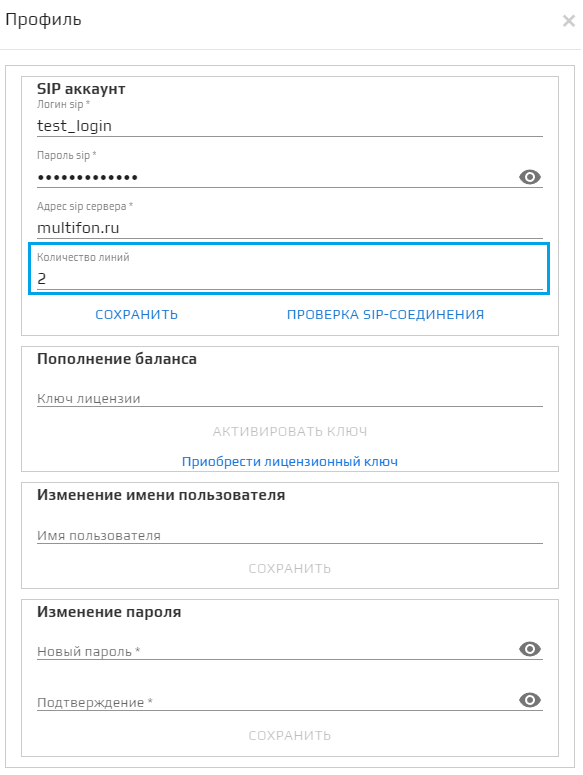 Профиль
SIP аккаунт
Логин sip *
test_login
Пароль sip *
•••••••••••••
Адрес sip сервера *
multifon.ru
Количество линий
2
СОХРАНИТЬ ПРОВЕРКА SIP-СОЕДИНЕНИЯ
Пополнение баланса
Ключ лицензии
АКТИВИРОВАТЬ КЛЮЧ
Приобрести лицензионный ключ
Изменение имени пользователя
Имя пользователя
СОХРАНИТЬ
Изменение пароля
Новый пароль *
Подтверждение *
СОХРАНИТЬ